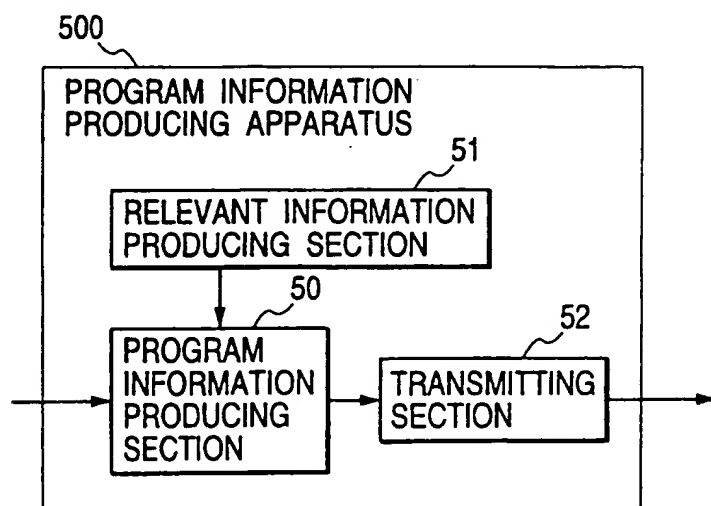 500
PROGRAM INFORMATION
PRODUCING APPARATUS
51
RELEVANT INFORMATION
PRODUCING SECTION
50
PROGRAM
INFORMATION
PRODUCING
SECTION
52
TRANSMITTING
SECTION